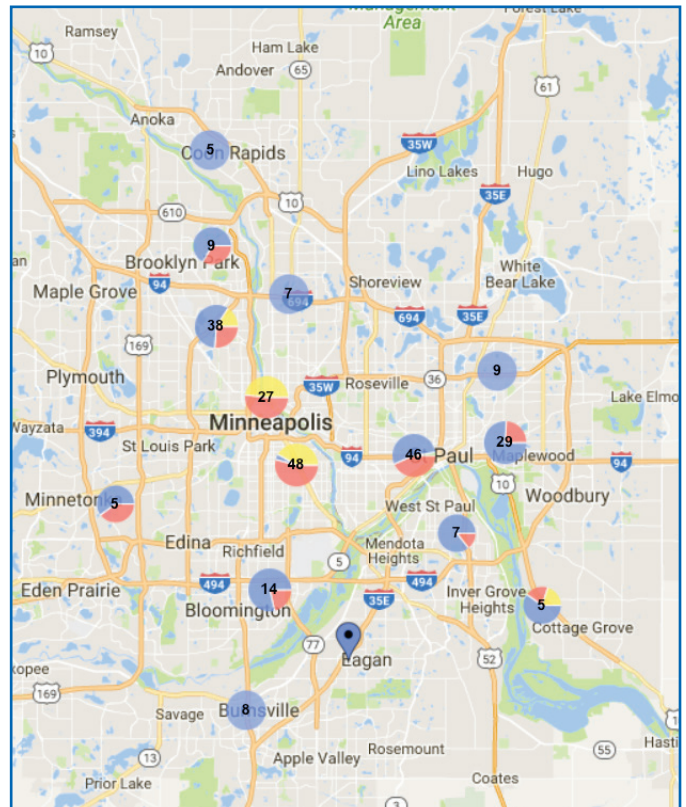 Management
Area
Forest Lake
Ramsey
10
Ham Lake
Andover
65
61
Anoka
5
Coon Rapids
35W
Lino Lakes
Hugo
35E
10
610
9
Brooklyn Park
White
Bear Lake
94
Maple Grove
7
694
Shoreview
694
35E
38
169
Plymouth
9
36
35W
Roseville
27
Lake Elmo
Minneapolis
Wayzata
394
St Louis Park
94
46
Paul
29
Maplewood
94
48
10
Woodbury
5
Minnetonka
West St Paul
7
Edina
Richfield
Mendota
Heights
5
494
14
494
Eden Prairie
Bloomington
35E
Inver Grove
Heights
5
Cottage Grove
77
Eagan
52
kopee
169
8
Burnsville
Savage
Rosemount
55
Hasti
13
Apple Valley
Prior Lake
Coates
3